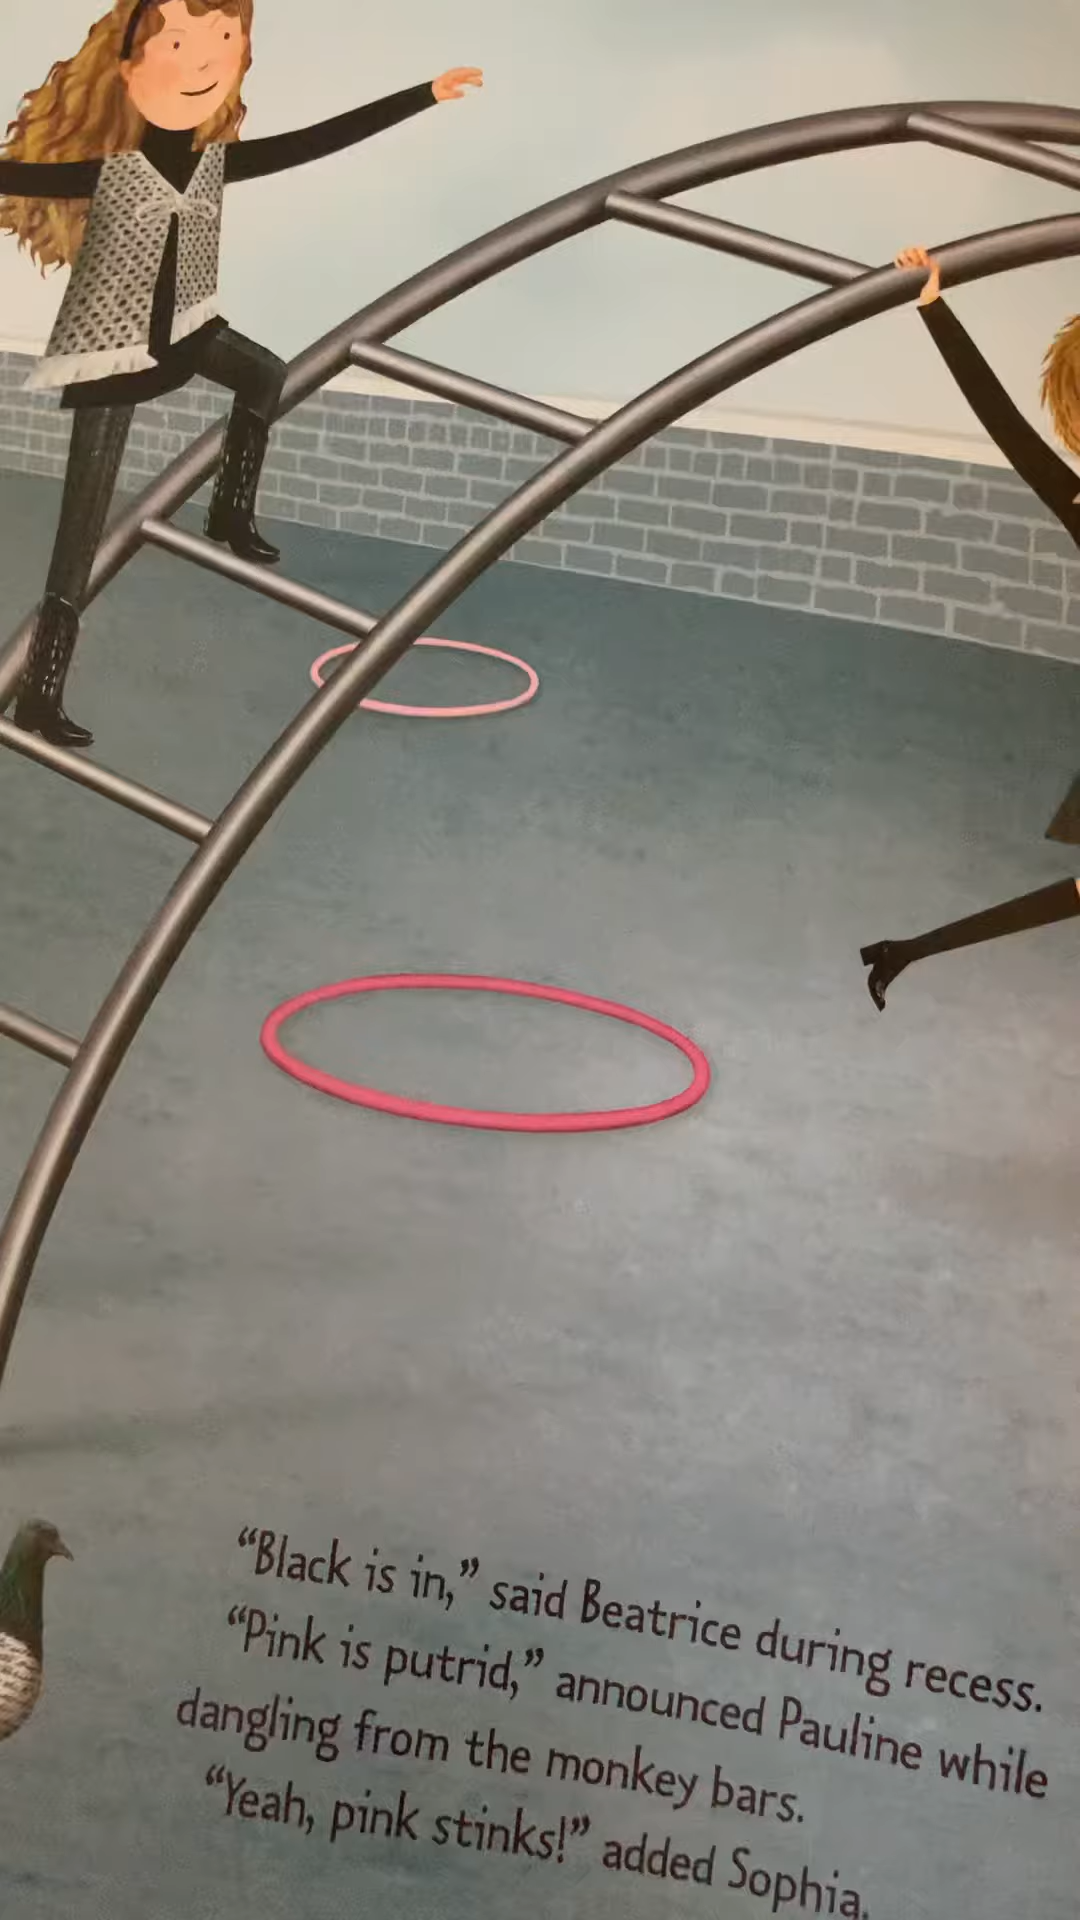 “Black is in,” said Beatrice during recess.
“Pink is putrid,” announced Pauline while
dangling from the monkey bars.
“Yeah, pink stinks!” added Sophia.